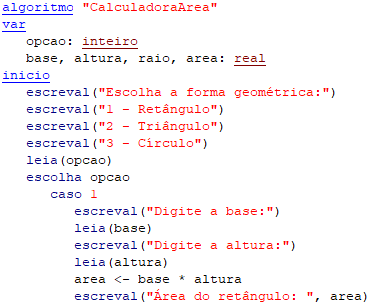 algoritmo "CalculadoraArea"
var
opcao: inteiro
base, altura, raio, area: real
inicio
escreval("Escolha a forma geométrica:")
escreval("1 - Retângulo")
escreval("2 - Triângulo")
escreval("3 - Círculo")
leia(opcao)
escolha opcao
caso 1
escreval("Digite a base:")
leia(base)
escreval("Digite a altura:")
leia(altura)
area <- base * altura
escreval("Área do retângulo: ", area)